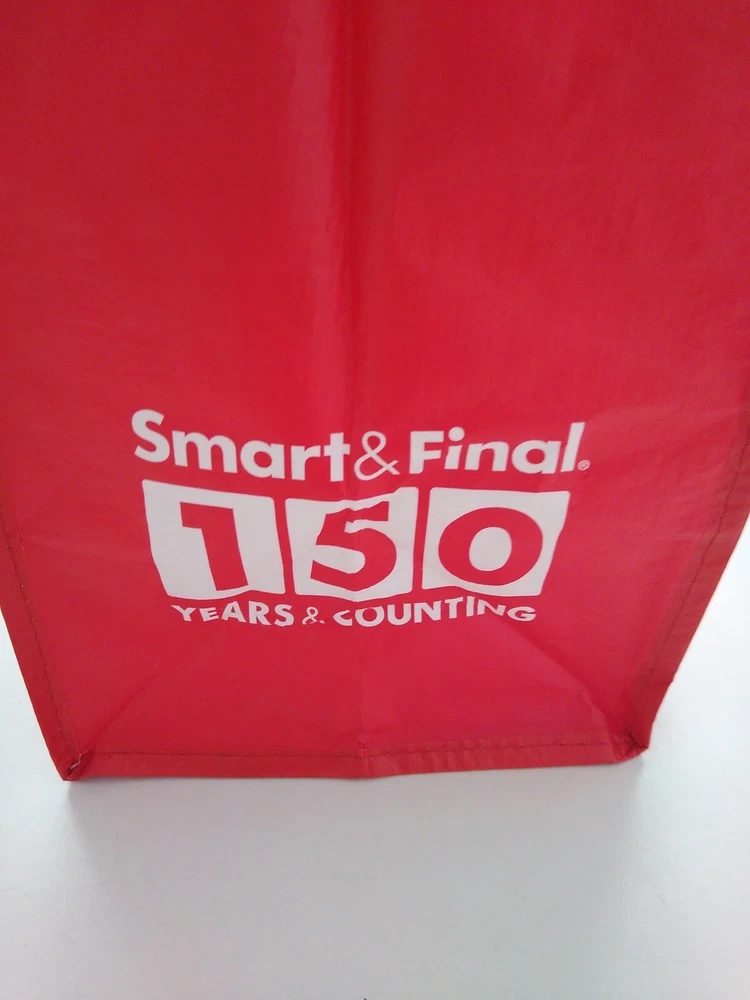 Smart&Final®
150
YEARS & COUNTING